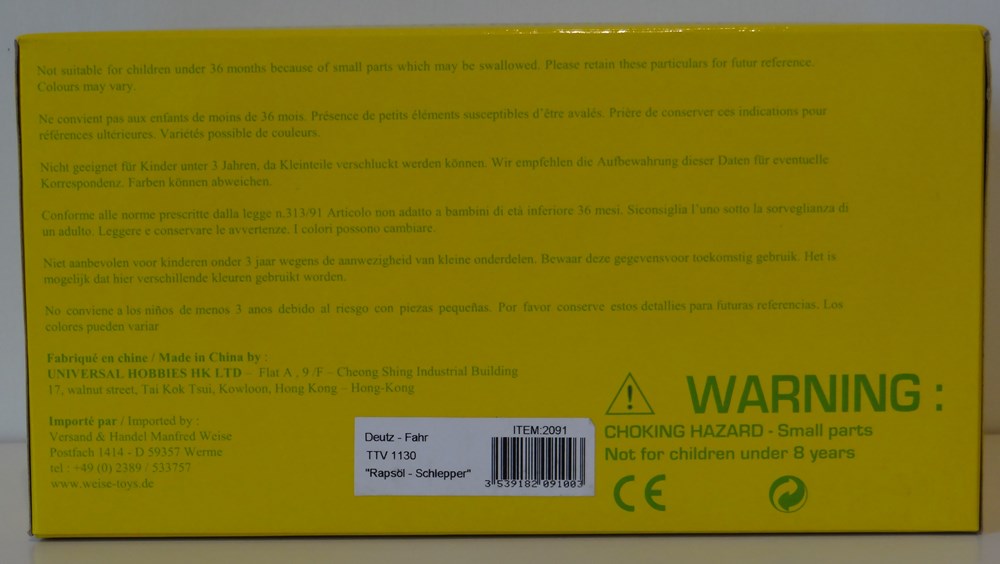 Not suitable for children under 36 months because of small parts which may be swallowed. Please retain these particulars for futur reference.
Colours may vary.
Ne convient pas aux enfants de moins de 36 mois. Présence de petits éléments susceptibles d'être avalés. Prière de conserver ces indications pour
références ultérieures. Variétés possible de couleurs.
Nicht geeignet für Kinder unter 3 Jahren, da Kleinteile verschluckt werden können. Wir empfehlen die Aufbewahrung dieser Daten für eventuelle
Korrespondenz. Farben können abweichen.
Conforme alle norme prescritte dalla legge n.313/91 Articolo non adatto a bambini di età inferiore 36 mesi. Siconsiglia l'uno sotto la sorveglianza di
un adulto. Leggere e conservare le avvertenze. I colori possono cambiare.
Niet aanbevolen voor kinderen onder 3 jaar wegens de aanwezigheid van kleine onderdelen. Bewaar deze gegevensvoor toekomstig gebruik. Het is
mogelijk dat hier verschillende kleuren gebruikt worden.
No conviene a los niños de menos 3 anos debido al riesgo con piezas pequeñas. Por favor conserve estos detallies para futuras referencias. Los
colores pueden variar
Fabriqué en chine / Made in China by :
UNIVERSAL HOBBIES HK LTD – Flat A , 9 /F – Cheong Shing Industrial Building
17, walnut street, Tai Kok Tsui, Kowloon, Hong Kong – Hong-Kong
Importé par / Imported by :
Versand & Handel Manfred Weise
Postfach 1414 - D 59357 Werme
tel : +49 (0) 2389 / 533757
www.weise-toys.de
Deutz - Fahr
TTV 1130
"Rapsöl - Schlepper"
ITEM:2091
3 539182 091003
WARNING :
CHOKING HAZARD - Small parts
Not for children under 8 years
CE